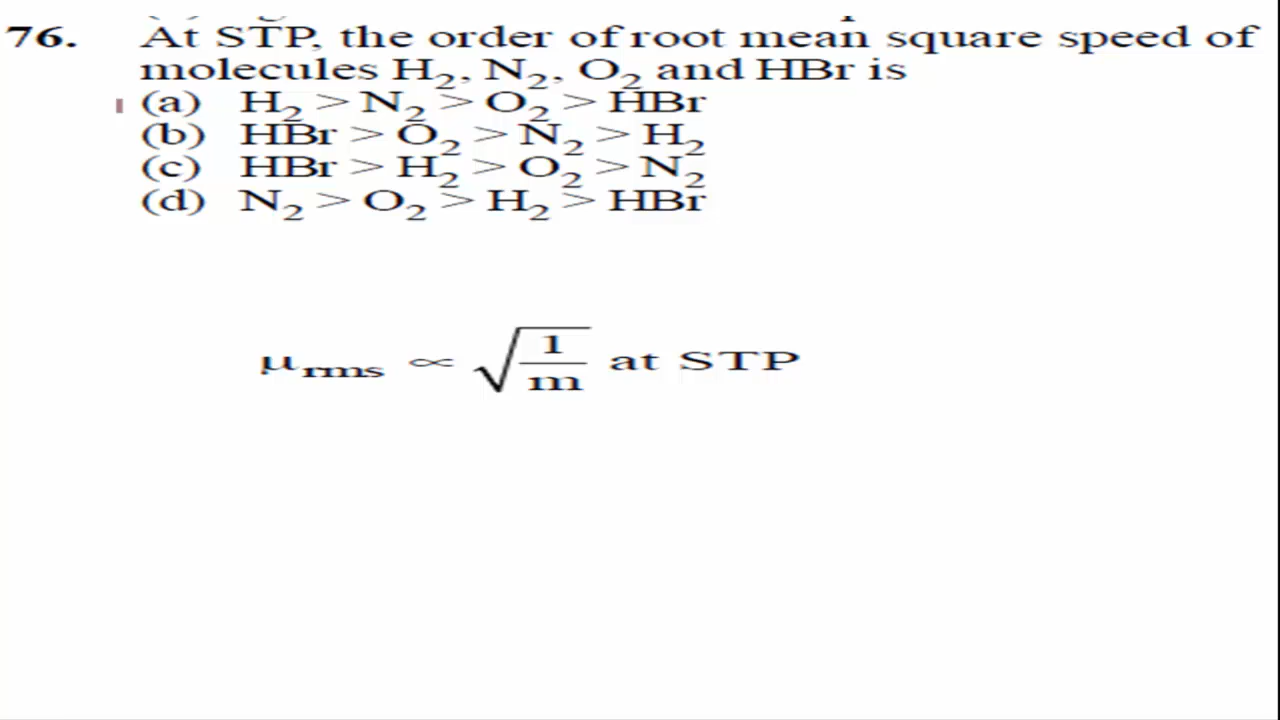 76. At STP, the order of root mean square speed of
molecules H₂, N₂, O₂ and HBr is
(a) H₂ > N₂ > O₂ > HBr
(b) HBr > O₂ > N₂ > H₂
(c) HBr > H₂ > O₂ > N₂
(d) N₂ > O₂ > H₂ > HBr
μrms ∝ √(1/m) at STP